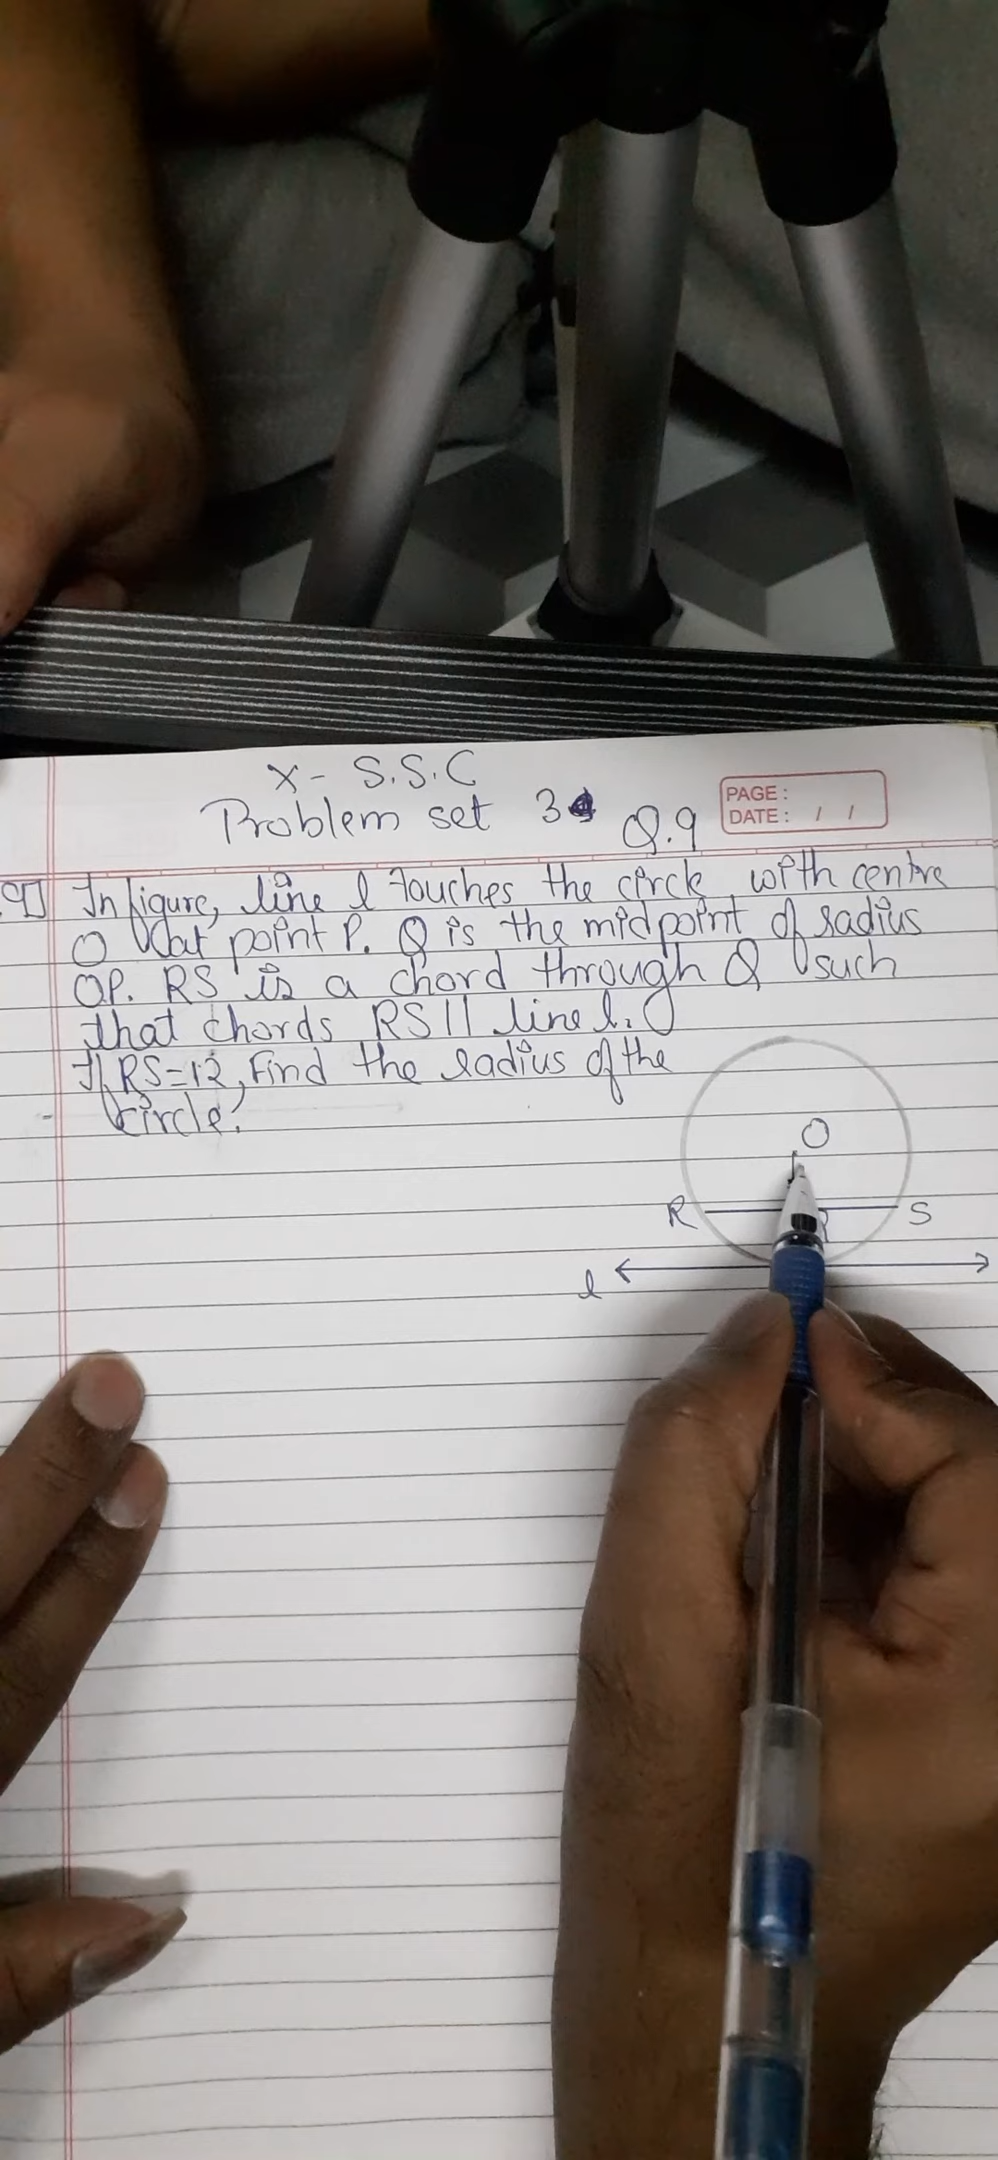 X- S.S.C
Problem set 3 Q.9
PAGE :
DATE : / /
9] In figure, line l touches the circle with centre
O at point P. Q is the midpoint of radius
OP. RS is a chord through Q such
that chords RS || line l.
If RS=12, Find the radius of the
circle.
O
R S
l